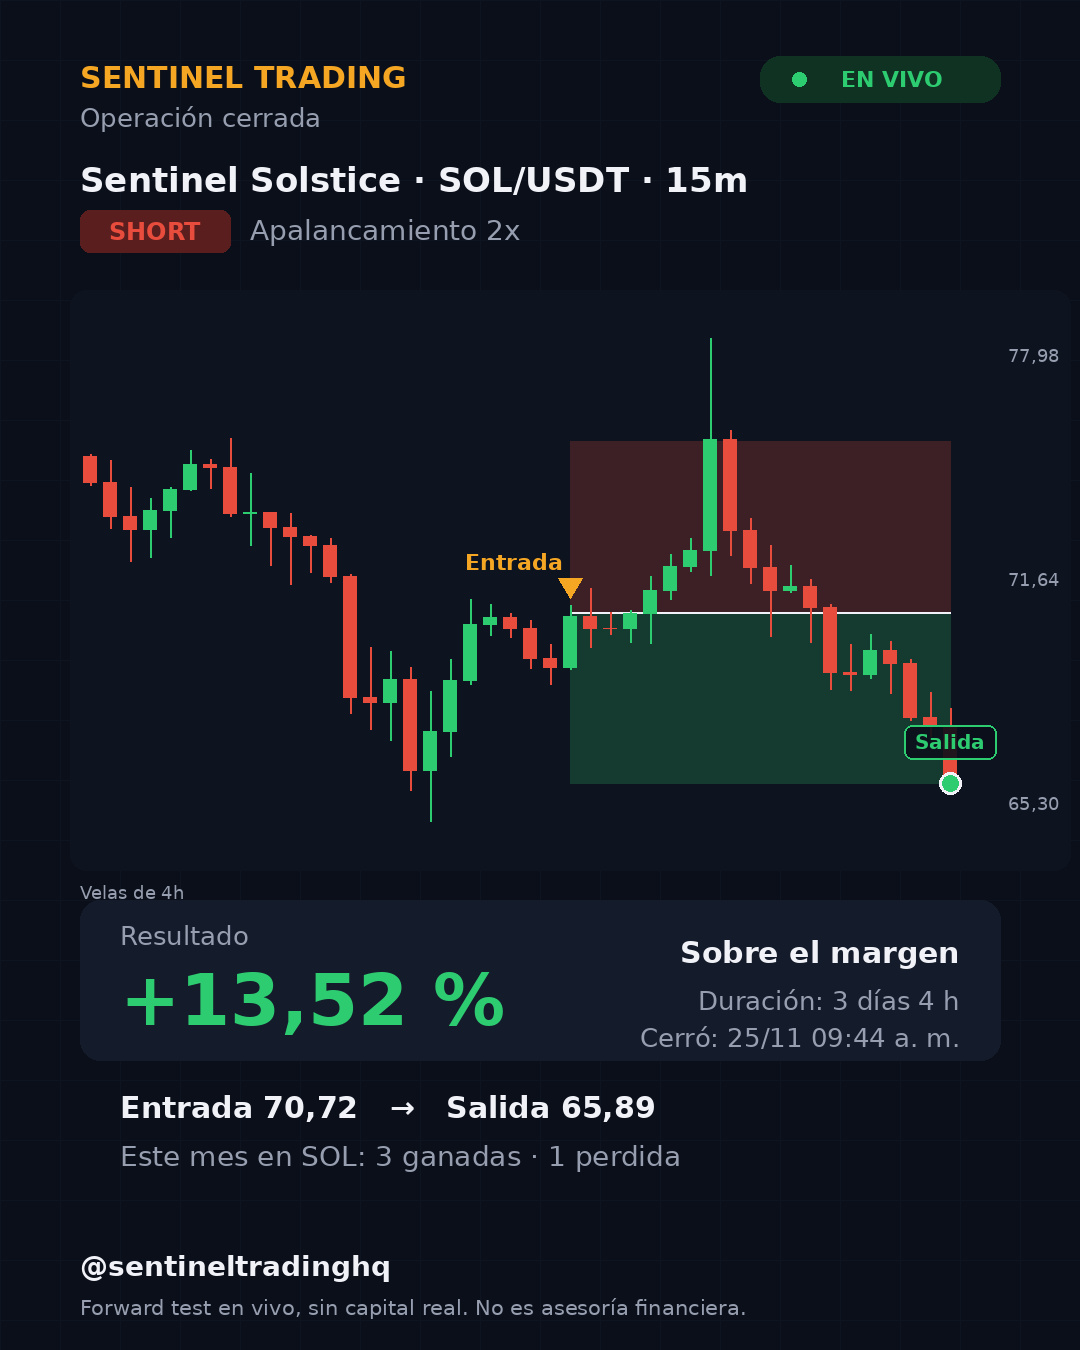 SENTINEL TRADING
EN VIVO
Operación cerrada
Sentinel Solstice · SOL/USDT · 15m
SHORT
Apalancamiento 2x
77,98
Entrada
71,64
Salida
65,30
Velas de 4h
Resultado
Sobre el margen
+13,52 %
Duración: 3 días 4 h
Cerró: 25/11 09:44 a. m.
Entrada 70,72 → Salida 65,89
Este mes en SOL: 3 ganadas · 1 perdida
@sentineltradinghq
Forward test en vivo, sin capital real. No es asesoría financiera.